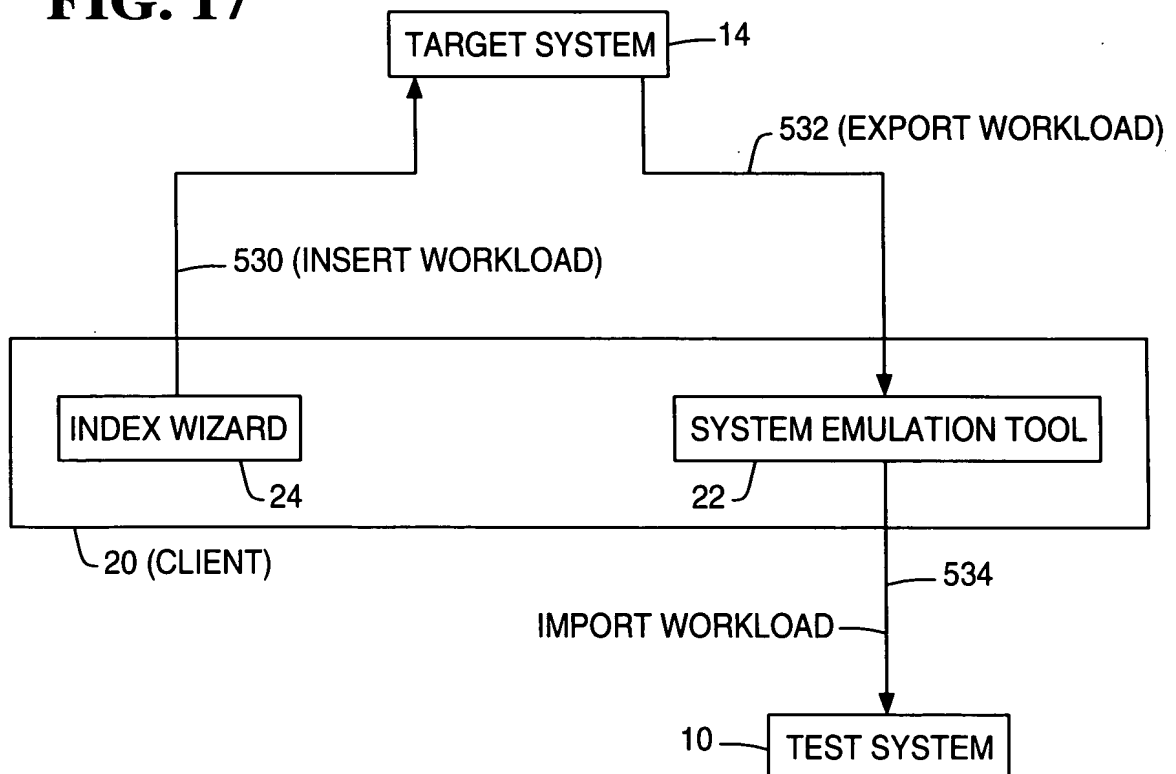 FIG. 17
TARGET SYSTEM
14
532 (EXPORT WORKLOAD)
530 (INSERT WORKLOAD)
INDEX WIZARD
SYSTEM EMULATION TOOL
24
22
20 (CLIENT)
534
IMPORT WORKLOAD
10
TEST SYSTEM